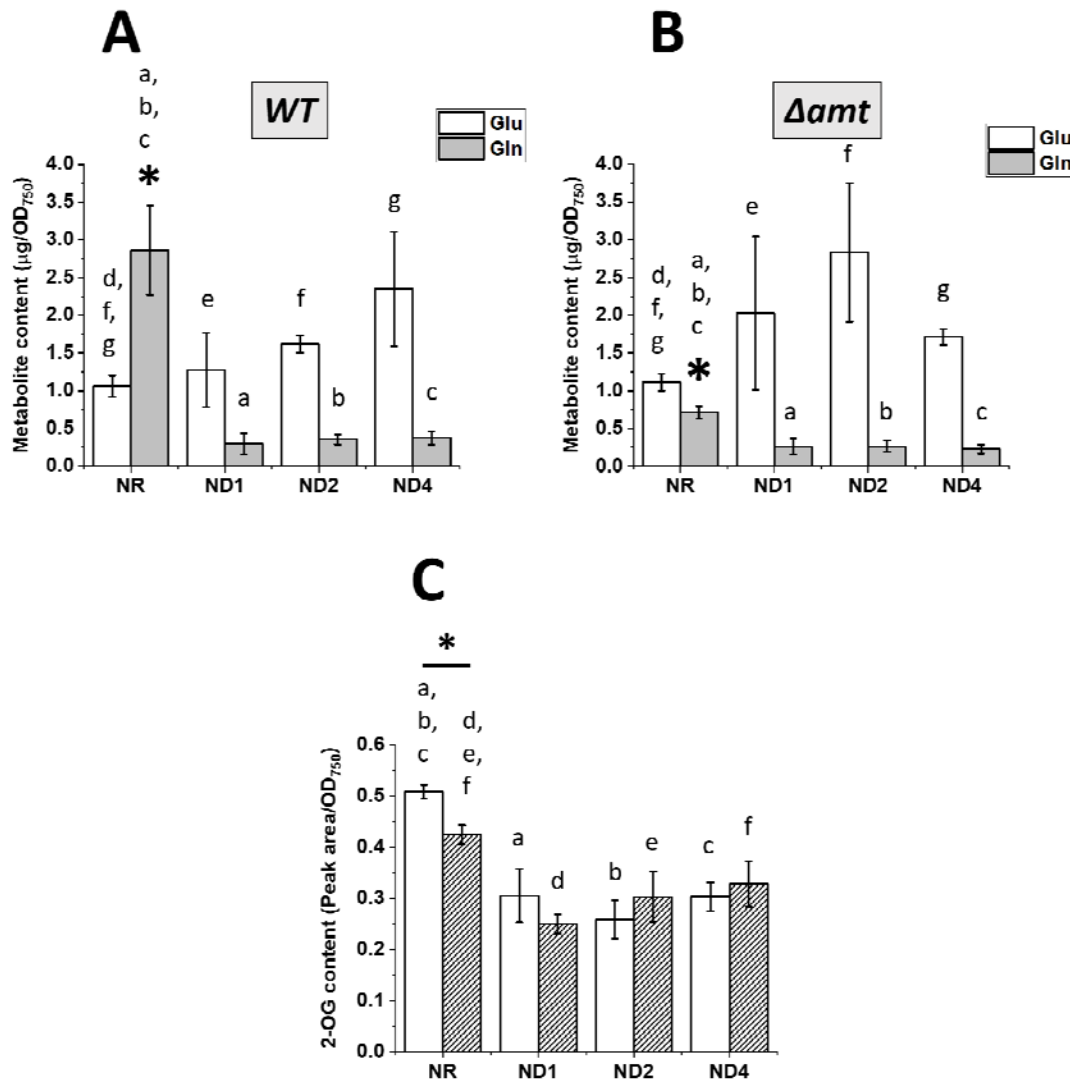 A
WT
Glu
Gln
a,
b,
c
*
Metabolite content (µg/OD750)
4.0
3.5
3.0
2.5
2.0
1.5
1.0
0.5
0.0
d,
f,
g
e
a
f
b
g
c
NR ND1 ND2 ND4
B
Δamt
Glu
Gln
Metabolite content (µg/OD750)
4.0
3.5
3.0
2.5
2.0
1.5
1.0
0.5
0.0
d,
f,
g
a,
b,
c
*
e
a
f
b
g
c
NR ND1 ND2 ND4
C
*
a,
b,
c
d,
e,
f
2-OG content (Peak area/OD750)
0.6
0.5
0.4
0.3
0.2
0.1
0.0
a
d
b
e
c
f
NR ND1 ND2 ND4